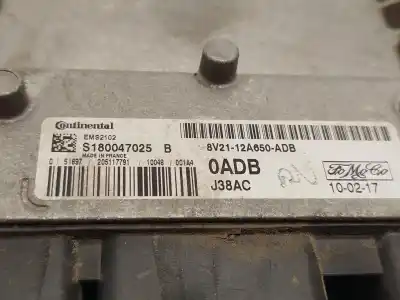 Continental
EMS2102
S180047025 B
MADE IN FRANCE
8V21-12A650-ADB
0ADB
J38AC
FoMoCo
10-02-17